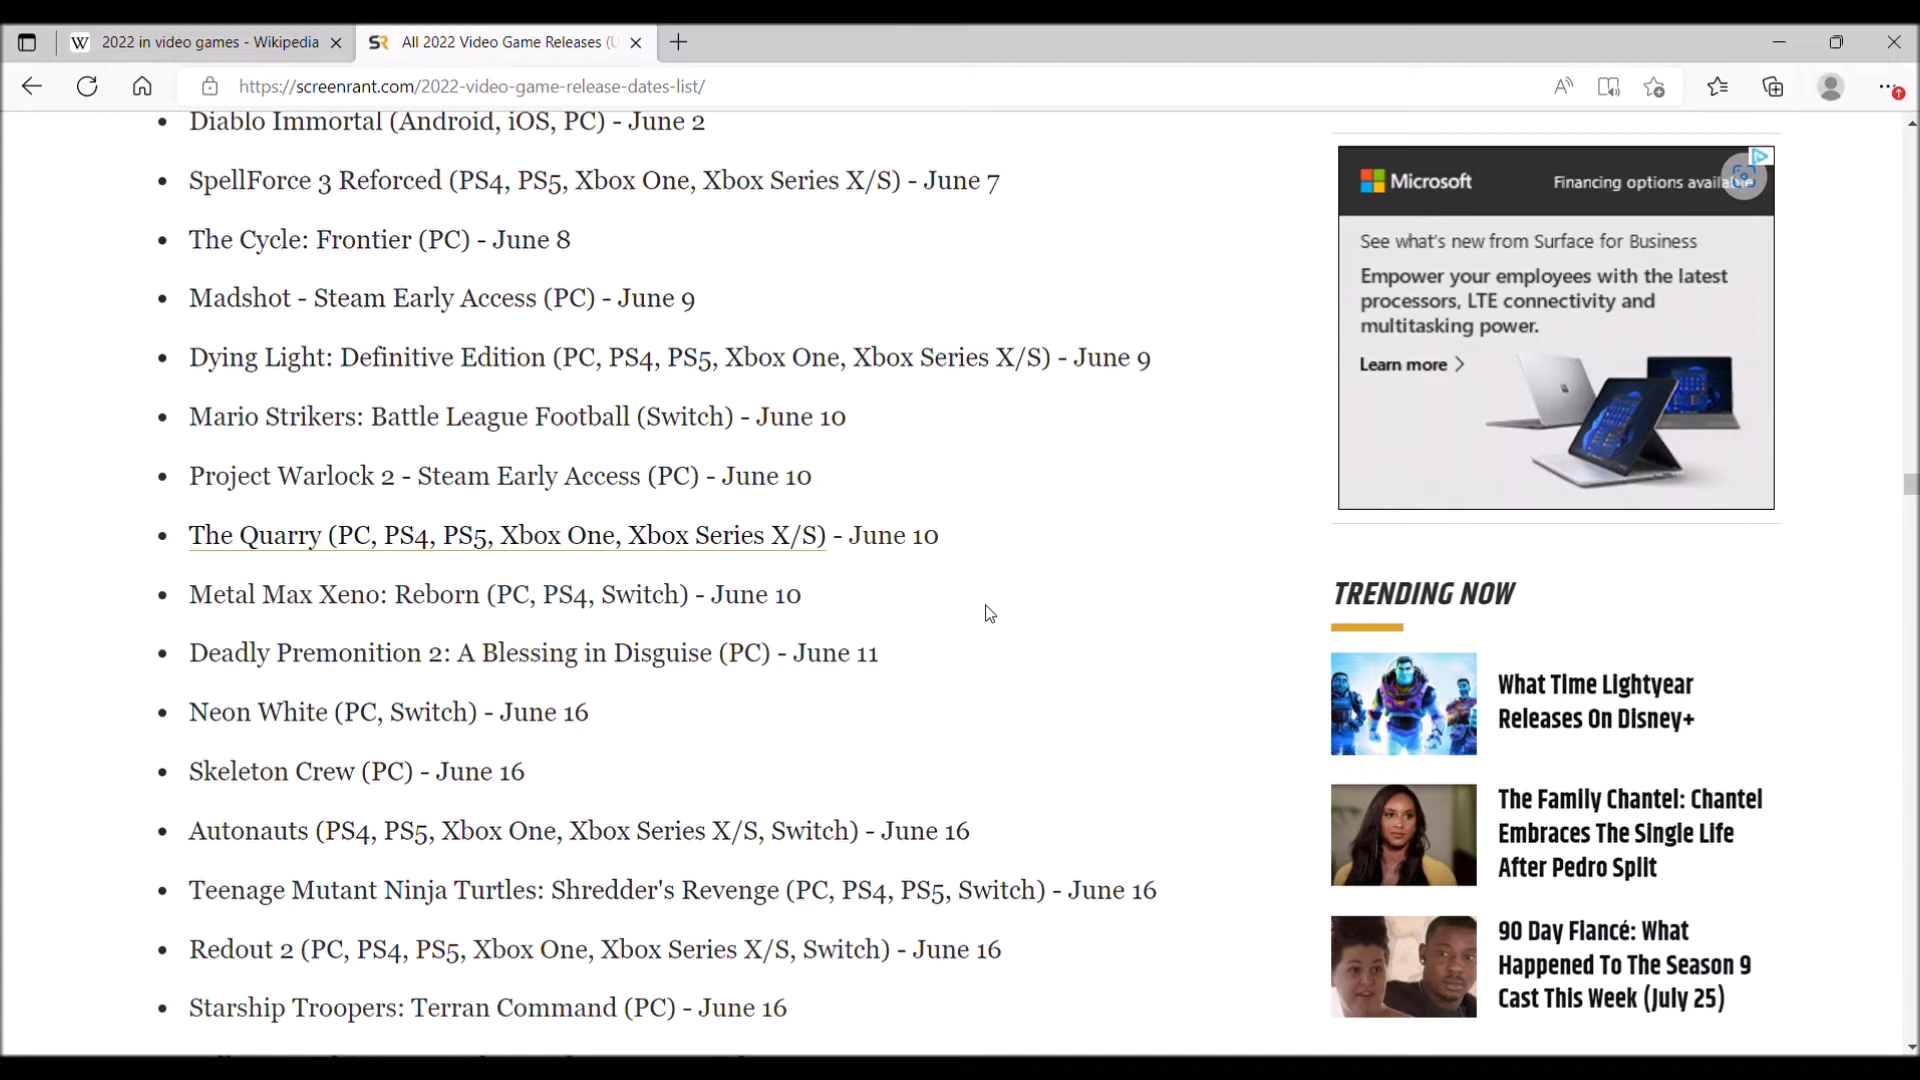 2022 in video games - Wikipedia
All 2022 Video Game Releases (U
https://screenrant.com/2022-video-game-release-dates-list/
Diablo Immortal (Android, iOS, PC) - June 2
SpellForce 3 Reforced (PS4, PS5, Xbox One, Xbox Series X/S) - June 7
The Cycle: Frontier (PC) - June 8
Madshot - Steam Early Access (PC) - June 9
Dying Light: Definitive Edition (PC, PS4, PS5, Xbox One, Xbox Series X/S) - June 9
Mario Strikers: Battle League Football (Switch) - June 10
Project Warlock 2 - Steam Early Access (PC) - June 10
The Quarry (PC, PS4, PS5, Xbox One, Xbox Series X/S) - June 10
Metal Max Xeno: Reborn (PC, PS4, Switch) - June 10
Deadly Premonition 2: A Blessing in Disguise (PC) - June 11
Neon White (PC, Switch) - June 16
Skeleton Crew (PC) - June 16
Autonauts (PS4, PS5, Xbox One, Xbox Series X/S, Switch) - June 16
Teenage Mutant Ninja Turtles: Shredder's Revenge (PC, PS4, PS5, Switch) - June 16
Redout 2 (PC, PS4, PS5, Xbox One, Xbox Series X/S, Switch) - June 16
Starship Troopers: Terran Command (PC) - June 16
Microsoft
Financing options available
See what's new from Surface for Business
Empower your employees with the latest
processors, LTE connectivity and
multitasking power.
Learn more
TRENDING NOW
What Time Lightyear
Releases On Disney+
The Family Chantel: Chantel
Embraces The Single Life
After Pedro Split
90 Day Fiancé: What
Happened To The Season 9
Cast This Week (July 25)